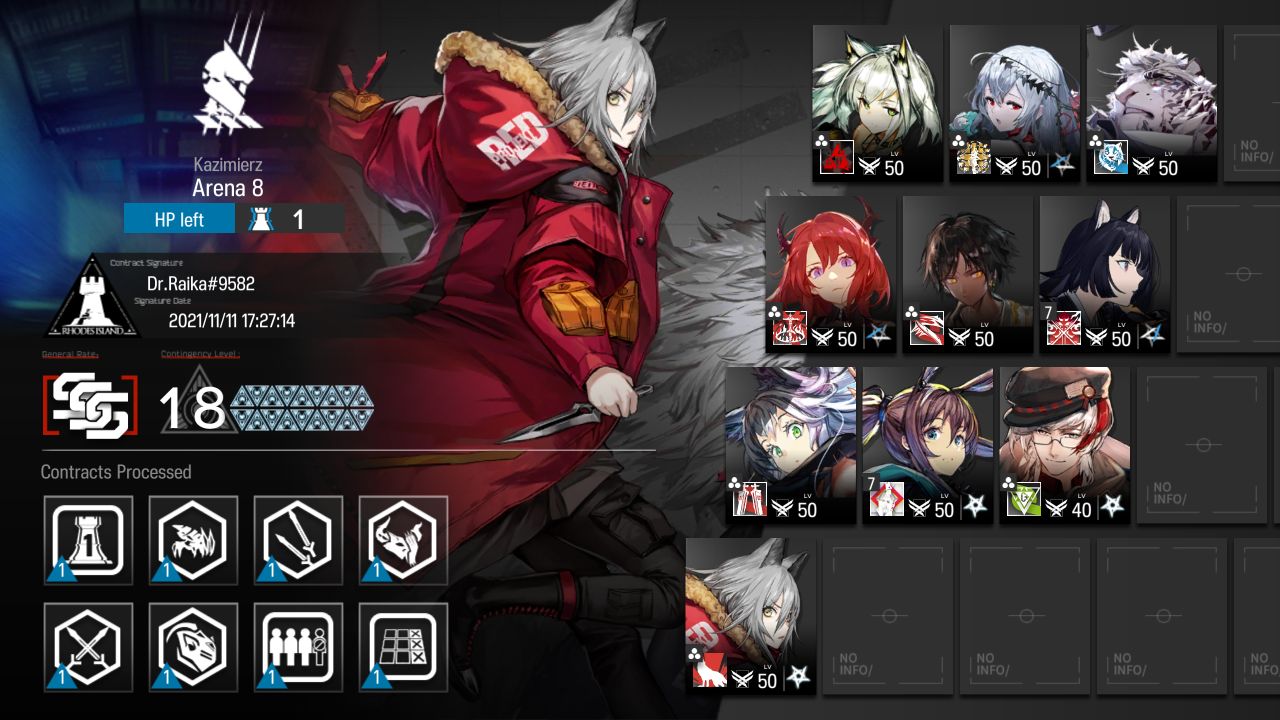 Kazimierz
Arena 8
HP left
1
Contract Signature
Dr.Raika#9582
Signature Date
2021/11/11 17:27:14
RHODES ISLAND
General Rate:
Contingency Level:
18
Contracts Processed
1
1
1
1
1
1
1
1
1
PROJEKT
RED
LV
50
LV
50
LV
50
NO
INFO/
LV
50
LV
50
7
LV
50
NO
INFO/
LV
50
7
LV
50
LV
40
NO
INFO/
LV
50
NO
INFO/
NO
INFO/
NO
INFO/
NO
INFO